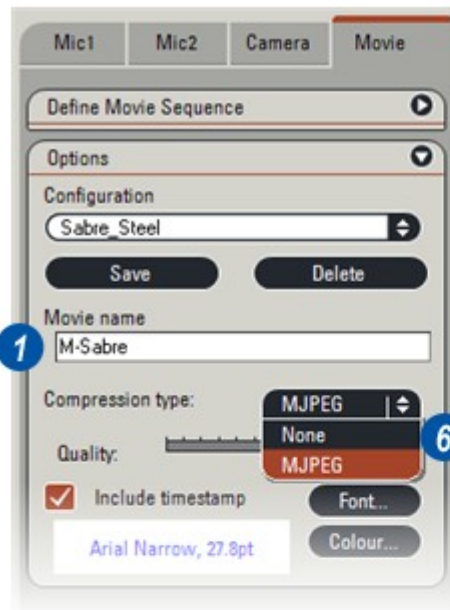 Mic1 Mic2 Camera Movie
Define Movie Sequence
Options
Configuration
Sabre_Steel
Save Delete
Movie name
1 M-Sabre
Compression type: MJPEG
None 6
Quality: MJPEG
Include timestamp Font...
Arial Narrow, 27.8pt Colour...